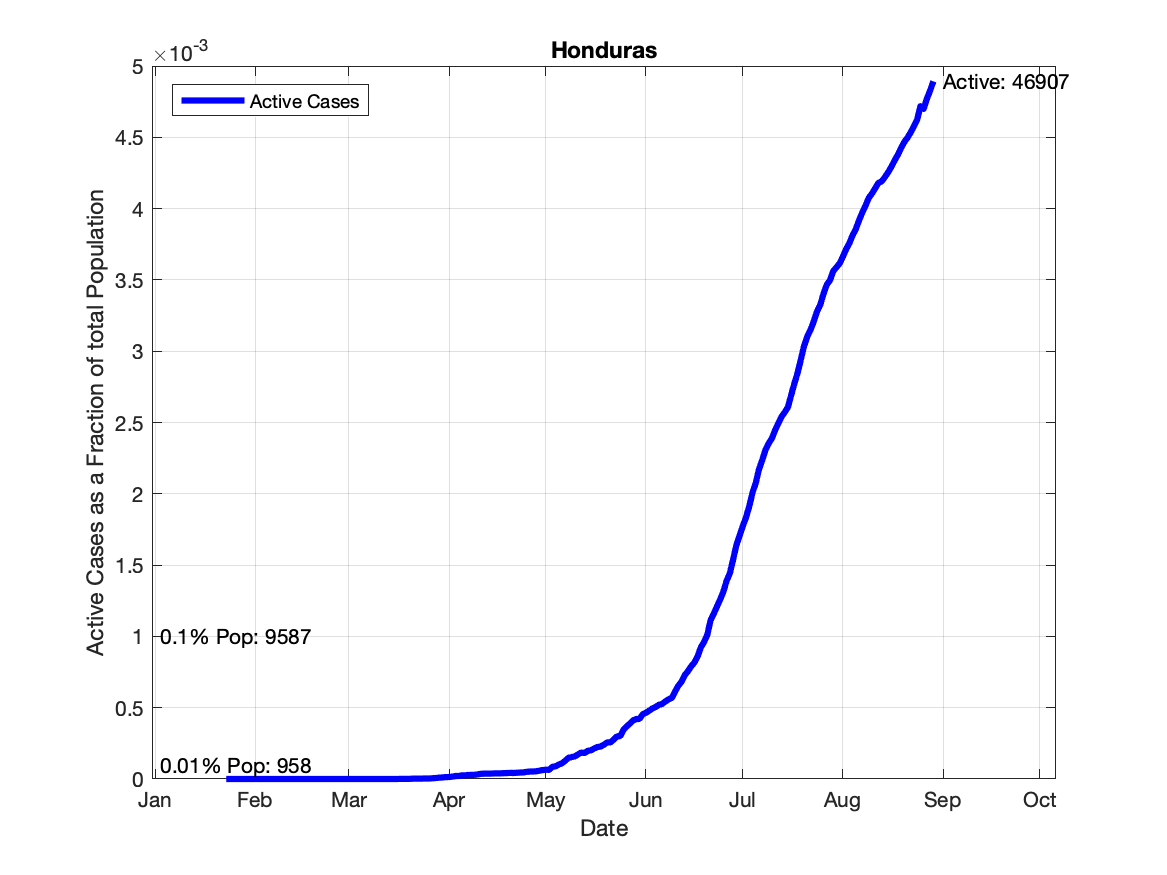 Honduras
×10-3
Active Cases
Active: 46907
5
4.5
4
3.5
3
2.5
2
1.5
1
0.5
0
Active Cases as a Fraction of total Population
0.1% Pop: 9587
0.01% Pop: 958
Jan Feb Mar Apr May Jun Jul Aug Sep Oct
Date